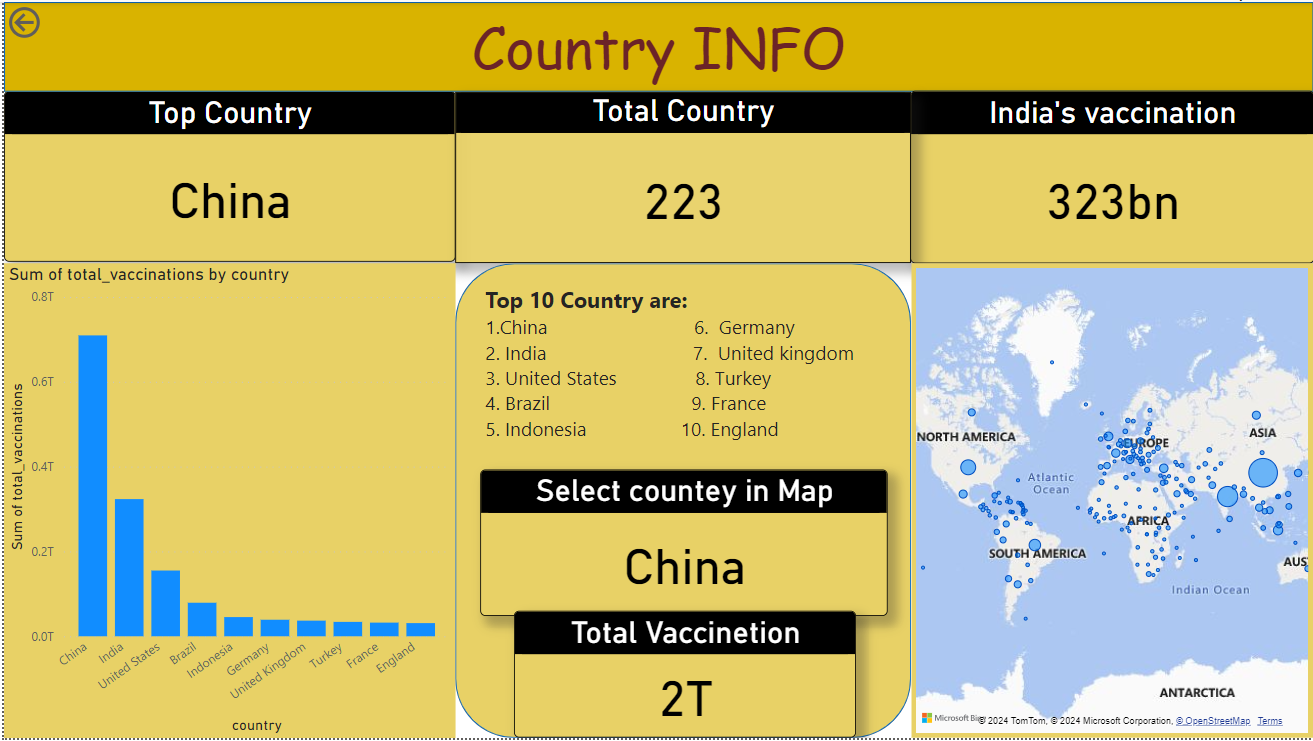 Country INFO
Top Country
China
Total Country
223
India's vaccination
323bn
Sum of total_vaccinations by country
Sum of total_vaccinations
0.8T
0.6T
0.4T
0.2T
0.0T
China
India
United States
Brazil
Indonesia
Germany
United Kingdom
Turkey
France
England
country
Top 10 Country are:
1.China 6. Germany
2. India 7. United kingdom
3. United States 8. Turkey
4. Brazil 9. France
5. Indonesia 10. England
Select countey in Map
China
Total Vaccinetion
2T
NORTH AMERICA
EUROPE
ASIA
Atlantic
Ocean
AFRICA
SOUTH AMERICA
AUS
Indian Ocean
ANTARCTICA
Microsoft Bi
© 2024 TomTom, © 2024 Microsoft Corporation, © OpenStreetMap Terms